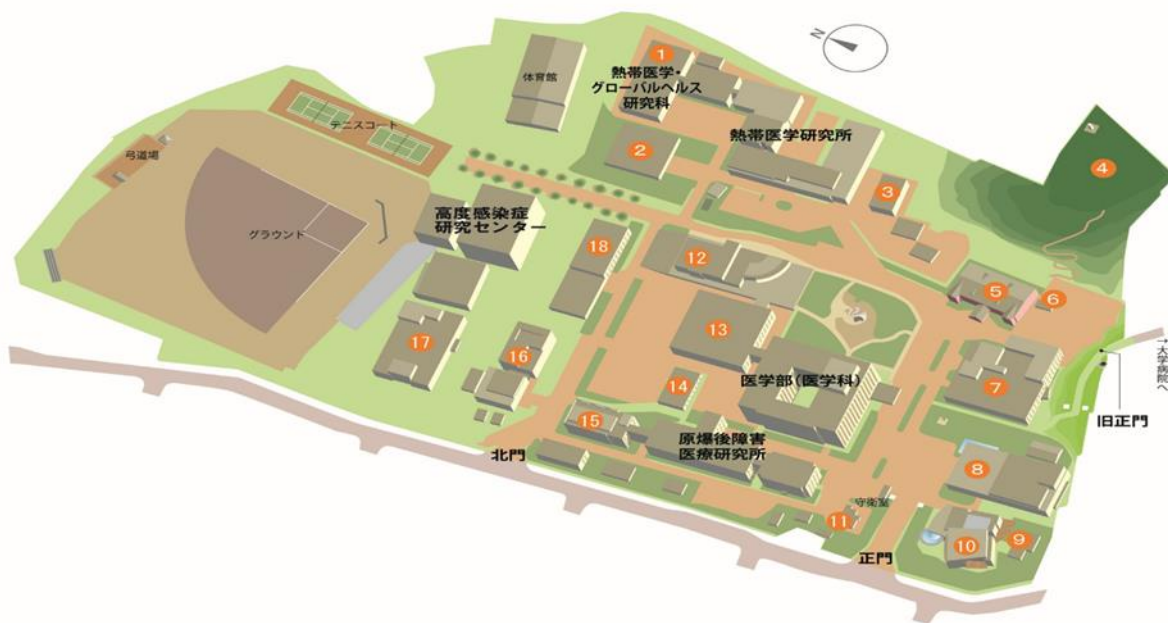 N
1
熱帯医学・
グローバルヘルス
研究科
体育館
テニスコート
弓道場
2
熱帯医学研究所
3
4
高度感染症
研究センター
グラウンド
18
12
5
6
13
17
16
14
医学部(医学科)
7
→大学病院へ
旧正門
15
原爆後障害
医療研究所
北門
8
守衛室
11
正門
10
9